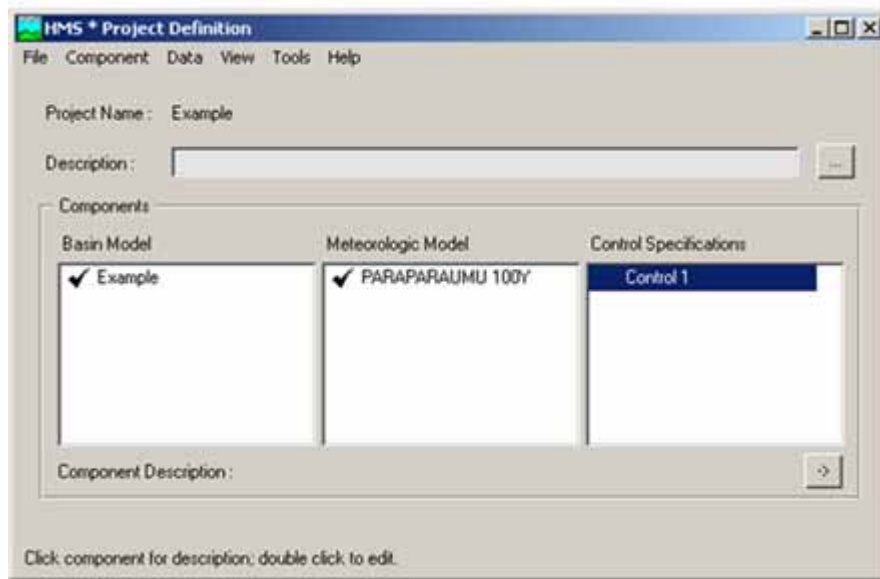 HMS * Project Definition
File Component Data View Tools Help
Project Name : Example
Description : ...
Components
Basin Model Meteorologic Model Control Specifications
Example PARAPARAUMU 100Y Control 1
Component Description : ->
Click component for description; double click to edit.